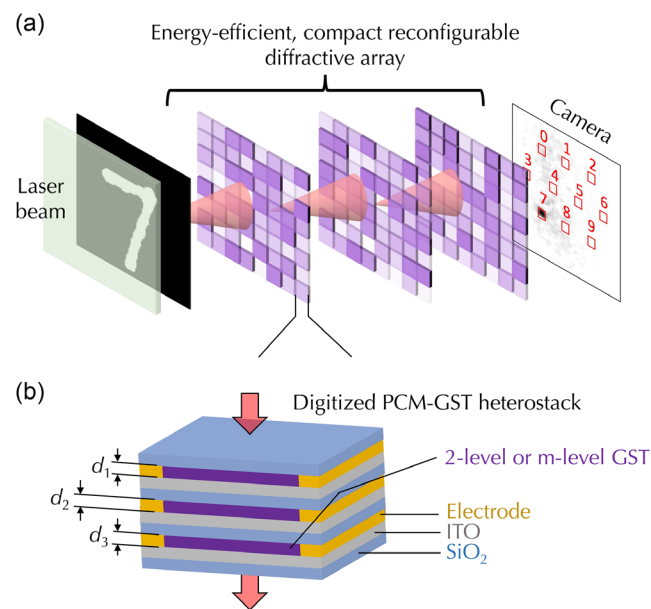 (a)
Energy-efficient, compact reconfigurable
diffractive array
Camera
Laser
beam
0
1
2
3
4
5
6
7
8
9
(b)
Digitized PCM-GST heterostack
d₁
d₂
d₃
2-level or m-level GST
Electrode
ITO
SiO₂